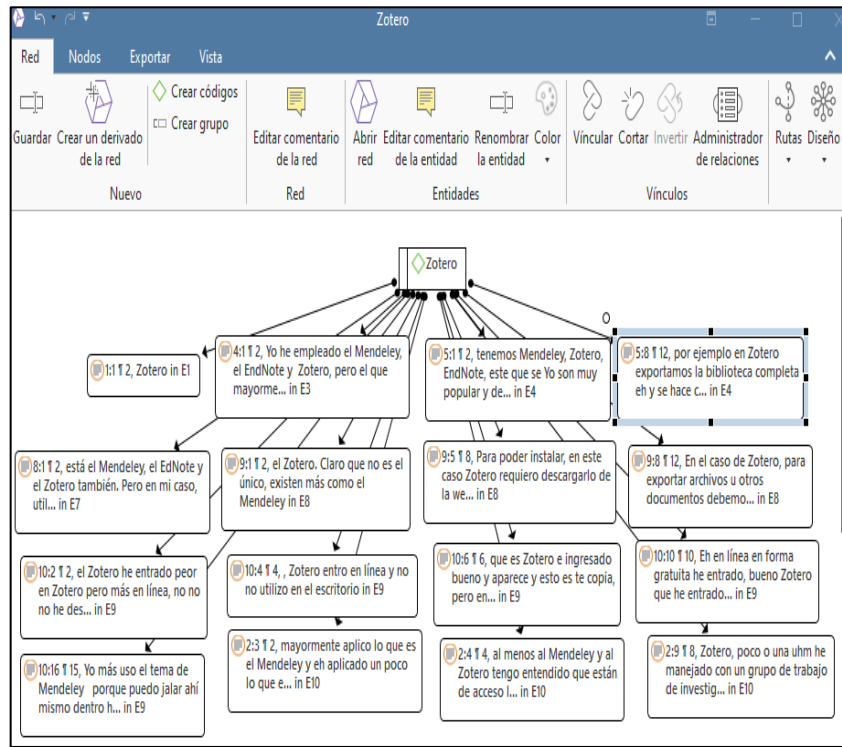 Zotero
Red Nodos Exportar Vista
Guardar
Crear un derivado
de la red
Crear códigos
Crear grupo
Nuevo
Editar comentario
de la red
Red
Abrir
red
Editar comentario
de la entidad
Renombrar
la entidad
Color
Entidades
Víncular
Cortar
Invertir
Administrador
de relaciones
Vínculos
Rutas
Diseño
Zotero
1:1 ¶ 2, Zotero in E1
4:1 ¶ 2, Yo he empleado el Mendeley,
el EndNote y Zotero, pero el que
mayorme... in E3
5:1 ¶ 2, tenemos Mendeley, Zotero,
EndNote, este que se Yo son muy
popular y de... in E4
5:8 ¶ 12, por ejemplo en Zotero
exportamos la biblioteca completa
eh y se hace c... in E4
8:1 ¶ 2, está el Mendeley, el EdNote y
el Zotero también. Pero en mi caso,
util... in E7
9:1 ¶ 2, el Zotero. Claro que no es el
único, existen más como el
Mendeley in E8
9:5 ¶ 8, Para poder instalar, en este
caso Zotero requiero descargarlo de
la we... in E8
9:8 ¶ 12, En el caso de Zotero, para
exportar archivos u otros
documentos debemo... in E8
10:2 ¶ 2, el Zotero he entrado peor
en Zotero pero más en línea, no no
no he des... in E9
10:4 ¶ 4, , Zotero entro en línea y no
no utilizo en el escritorio in E9
10:6 ¶ 6, que es Zotero e ingresado
bueno y aparece y esto es te copia,
pero en... in E9
10:10 ¶ 10, Eh en línea en forma
gratuita he entrado, bueno Zotero
que he entrado... in E9
10:16 ¶ 15, Yo más uso el tema de
Mendeley porque puedo jalar ahí
mismo dentro h... in E9
2:3 ¶ 2, mayormente aplico lo que es
el Mendeley y eh aplicado un poco
lo que e... in E10
2:4 ¶ 4, al menos al Mendeley y al
Zotero tengo entendido que están
de acceso l... in E10
2:9 ¶ 8, Zotero, poco o una uhm he
manejado con un grupo de trabajo
de investig... in E10